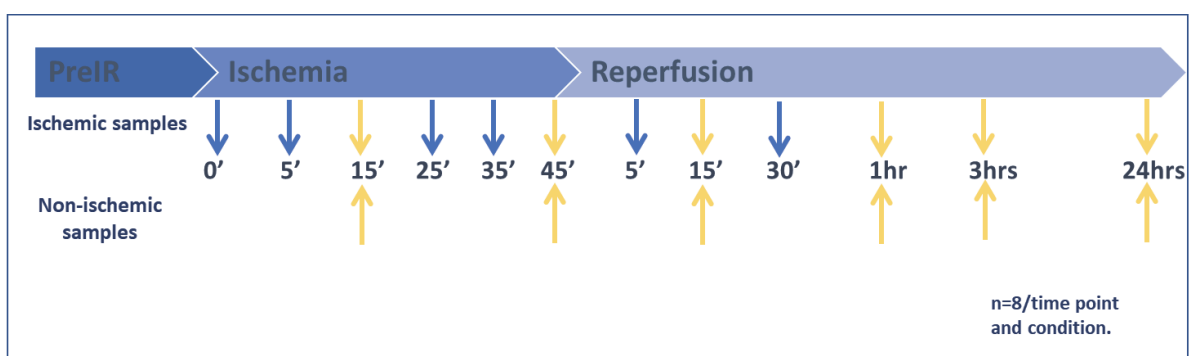 PreIR Ischemia Reperfusion
Ischemic samples
0’ 5’ 15’ 25’ 35’ 45’ 5’ 15’ 30’ 1hr 3hrs 24hrs
Non-ischemic
samples
n=8/time point
and condition.